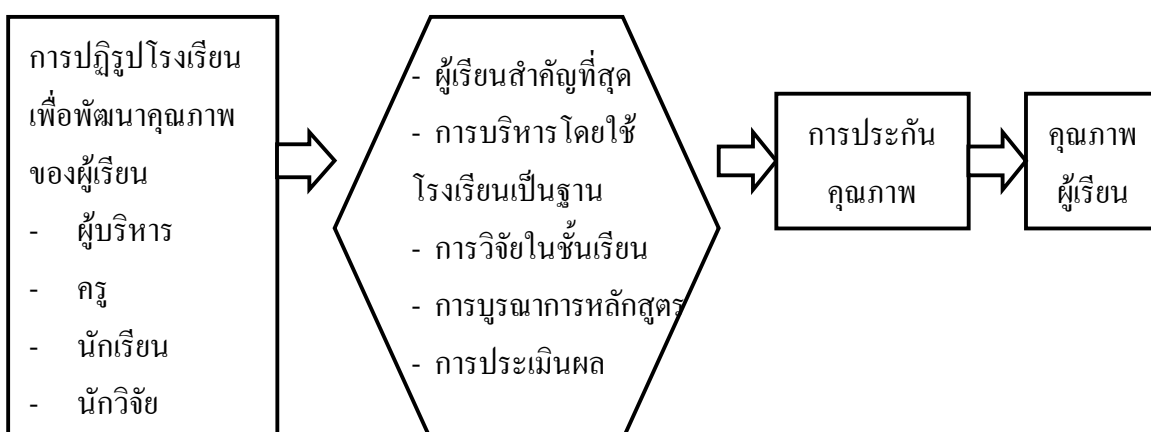 การปฏิรูปโรงเรียน
เพื่อพัฒนาคุณภาพ
ของผู้เรียน
- ผู้บริหาร
- ครู
- นักเรียน
- นักวิจัย
- ผู้เรียนสำคัญที่สุด
- การบริหารโดยใช้
โรงเรียนเป็นฐาน
- การวิจัยในชั้นเรียน
- การบูรณาการหลักสูตร
- การประเมินผล
การประกัน
คุณภาพ
คุณภาพ
ผู้เรียน